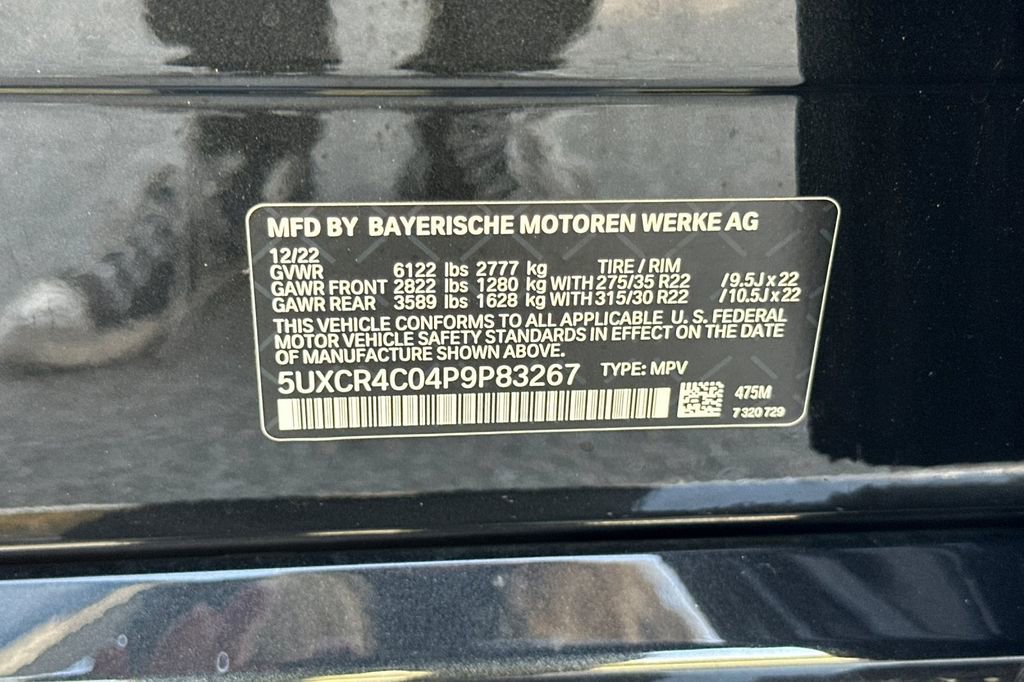 MFD BY BAYERISCHE MOTOREN WERKE AG
12/22
GVWR 6122 lbs 2777 kg TIRE / RIM
GAWR FRONT 2822 lbs 1280 kg WITH 275/35 R22 /9.5J x 22
GAWR REAR 3589 lbs 1628 kg WITH 315/30 R22 /10.5J x 22
THIS VEHICLE CONFORMS TO ALL APPLICABLE U. S. FEDERAL
MOTOR VEHICLE SAFETY STANDARDS IN EFFECT ON THE DATE
OF MANUFACTURE SHOWN ABOVE.
5UXCR4C04P9P83267 TYPE: MPV
475M
7 320 729